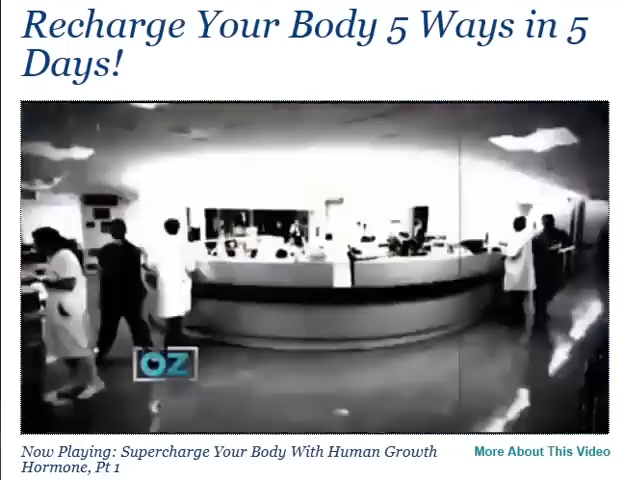 Recharge Your Body 5 Ways in 5
Days!
OZ
Now Playing: Supercharge Your Body With Human Growth
Hormone, Pt 1
More About This Video